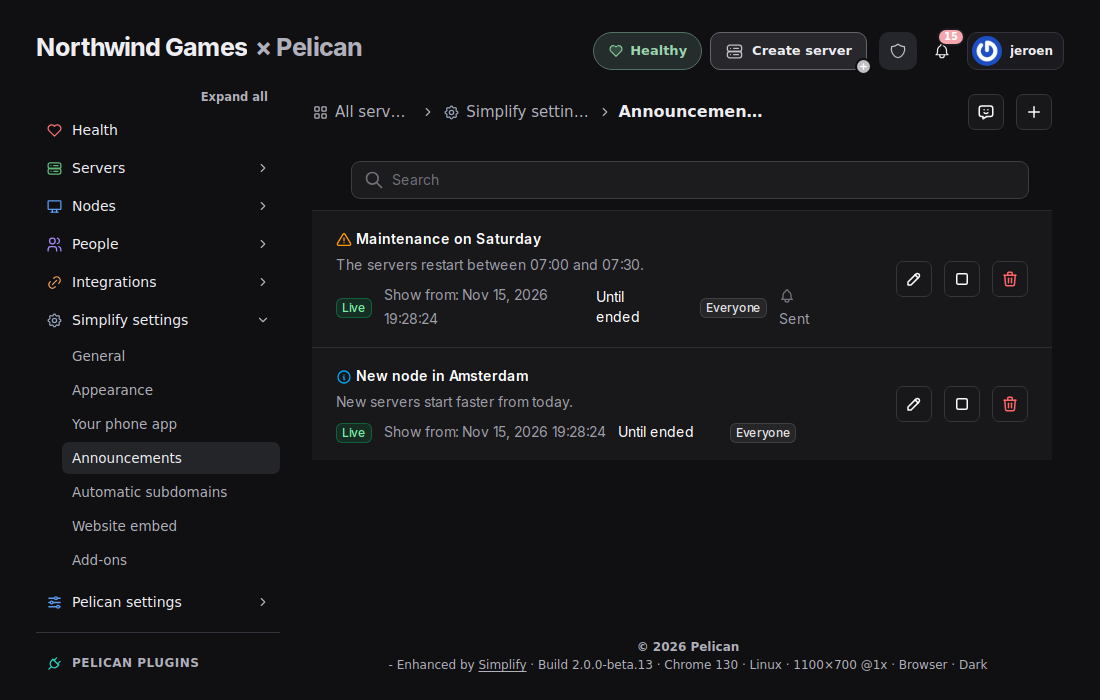 Northwind Games × Pelican
Healthy
Create server
15
jeroen
Expand all
Health
Servers
Nodes
People
Integrations
Simplify settings
General
Appearance
Your phone app
Announcements
Automatic subdomains
Website embed
Add-ons
Pelican settings
PELICAN PLUGINS
All serv… › Simplify settin… › Announcemen…
Search
Maintenance on Saturday
The servers restart between 07:00 and 07:30.
Live
Show from: Nov 15, 2026
19:28:24
Until
ended
Everyone
Sent
New node in Amsterdam
New servers start faster from today.
Live Show from: Nov 15, 2026 19:28:24 Until ended Everyone
© 2026 Pelican
- Enhanced by Simplify · Build 2.0.0-beta.13 · Chrome 130 · Linux · 1100×700 @1x · Browser · Dark